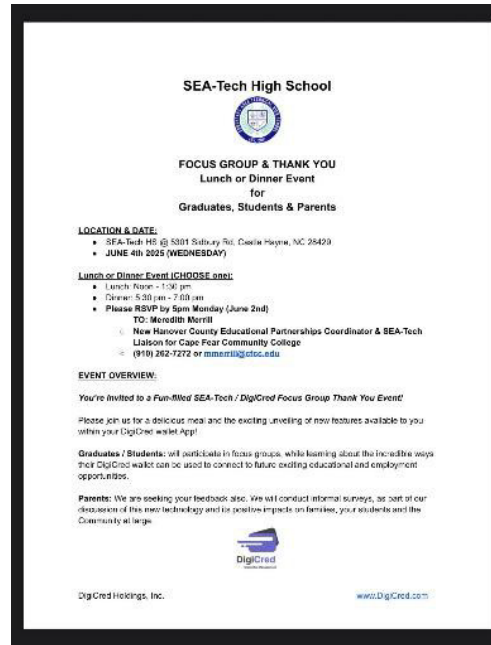 SEA-Tech High School
FOCUS GROUP & THANK YOU
Lunch or Dinner Event
for
Graduates, Students & Parents
LOCATION & DATE:
SEA-Tech HS @ 5301 Sidbury Rd, Castle Hayne, NC 28429
JUNE 4th 2025 (WEDNESDAY)
Lunch or Dinner Event (CHOOSE one):
Lunch: Noon - 1:30 pm
Dinner: 5:30 pm - 7:00 pm
Please RSVP by 5pm Monday (June 2nd)
TO: Meredith Merrill
New Hanover County Educational Partnerships Coordinator & SEA-Tech
Liaison for Cape Fear Community College
(910) 262-7272 or mmerrill@cfcc.edu
EVENT OVERVIEW:
You're Invited to a Fun-filled SEA-Tech / DigiCred Focus Group Thank You Event!
Please join us for a delicious meal and the exciting unveiling of new features available to you
within your DigiCred wallet App!
Graduates / Students: will participate in focus groups, while learning about the incredible ways
their DigiCred wallet can be used to connect to future exciting educational and employment
opportunities.
Parents: We are seeking your feedback also. We will conduct informal surveys, as part of our
discussion of this new technology and its positive impacts on families, your students and the
Community at large.
DigiCred
DigiCred Holdings, Inc. www.DigiCred.com